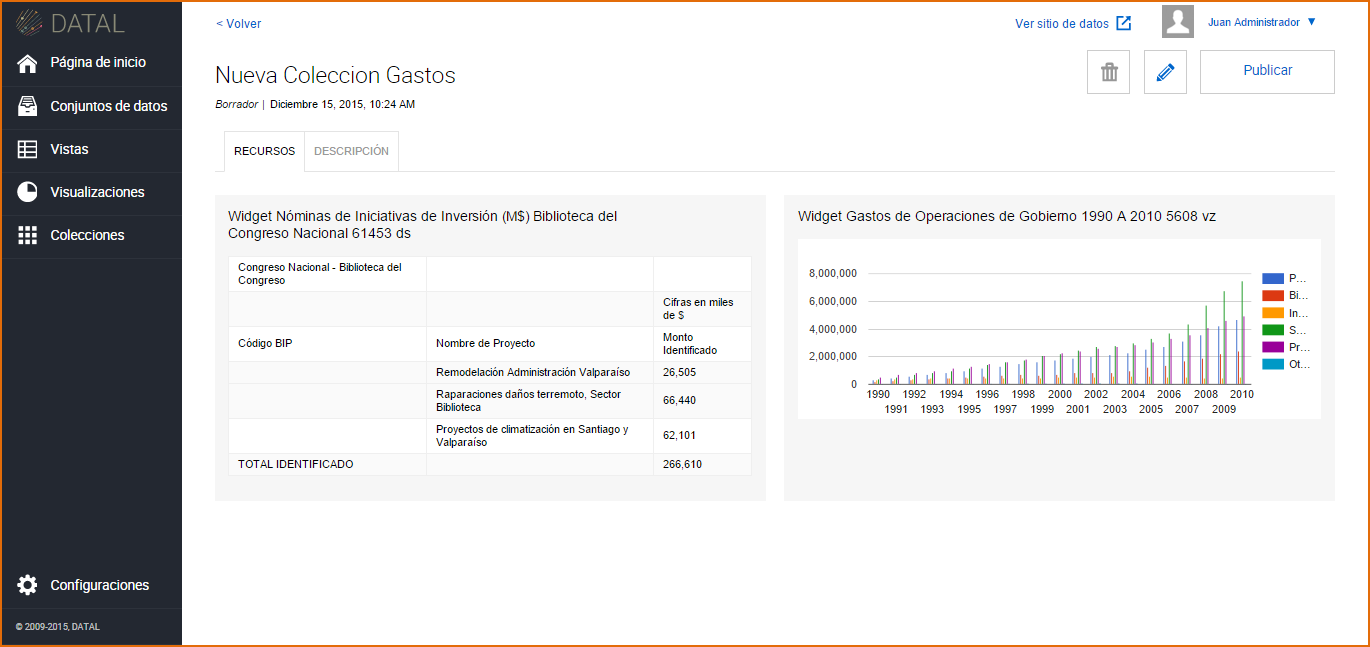 DATAL
Página de inicio
Conjuntos de datos
Vistas
Visualizaciones
Colecciones
Configuraciones
© 2009-2015, DATAL
< Volver
Ver sitio de datos
Juan Administrador ▼
Nueva Coleccion Gastos
Borrador | Diciembre 15, 2015, 10:24 AM
Publicar
RECURSOS DESCRIPCIÓN
Widget Nóminas de Iniciativas de Inversión (M$) Biblioteca del
Congreso Nacional 61453 ds
Congreso Nacional - Biblioteca del
Congreso
Cifras en miles
de $
Código BIP
Nombre de Proyecto
Monto
Identificado
Remodelación Administración Valparaíso
26,505
Raparaciones daños terremoto, Sector
Biblioteca
66,440
Proyectos de climatización en Santiago y
Valparaíso
62,101
TOTAL IDENTIFICADO
266,610
Widget Gastos de Operaciones de Gobierno 1990 A 2010 5608 vz
8,000,000
6,000,000
4,000,000
2,000,000
0
1990 1992 1994 1996 1998 2000 2002 2004 2006 2008 2010
1991 1993 1995 1997 1999 2001 2003 2005 2007 2009
P...
Bi...
In...
S...
Pr...
Ot...